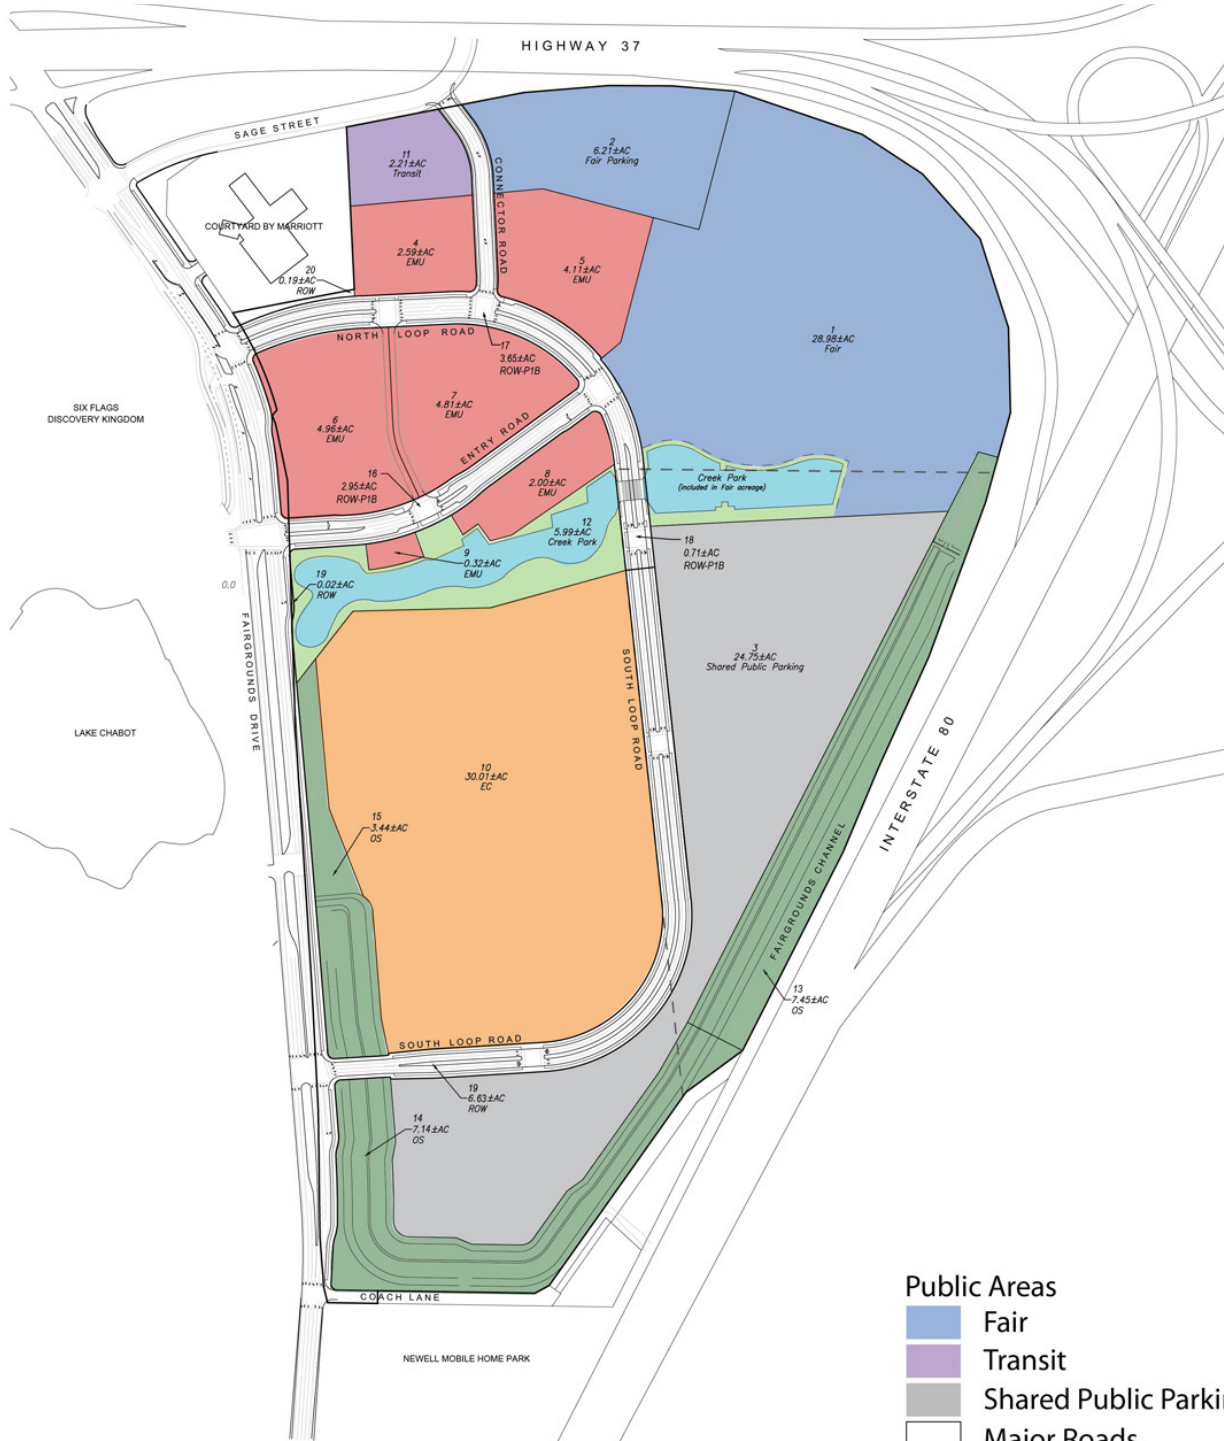 HIGHWAY 37
SAGE STREET
2
6.21±AC
Fair Parking
11
2.21±AC
Transit
CONNECTOR ROAD
COURTYARD BY MARRIOTT
4
2.59±AC
EMU
5
4.11±AC
EMU
20
0.19±AC
ROW
1
28.98±AC
Fair
NORTH LOOP ROAD
17
3.65±AC
ROW-P1B
SIX FLAGS
DISCOVERY KINGDOM
7
4.81±AC
EMU
6
4.96±AC
EMU
ENTRY ROAD
16
2.95±AC
ROW-P1B
8
2.00±AC
EMU
Creek Park
(included in Fair acreage)
12
5.99±AC
Creek Park
18
0.71±AC
ROW-P1B
9
0.32±AC
EMU
19
0.02±AC
ROW
0.0
FAIRGROUNDS DRIVE
3
24.75±AC
Shared Public Parking
SOUTH LOOP ROAD
LAKE CHABOT
INTERSTATE 80
10
30.01±AC
EC
15
3.44±AC
OS
FAIRGROUNDS CHANNEL
13
7.45±AC
OS
SOUTH LOOP ROAD
19
6.63±AC
ROW
14
7.14±AC
OS
COACH LANE
NEWELL MOBILE HOME PARK
Public Areas
Fair
Transit
Shared Public Parkin
Major Roads